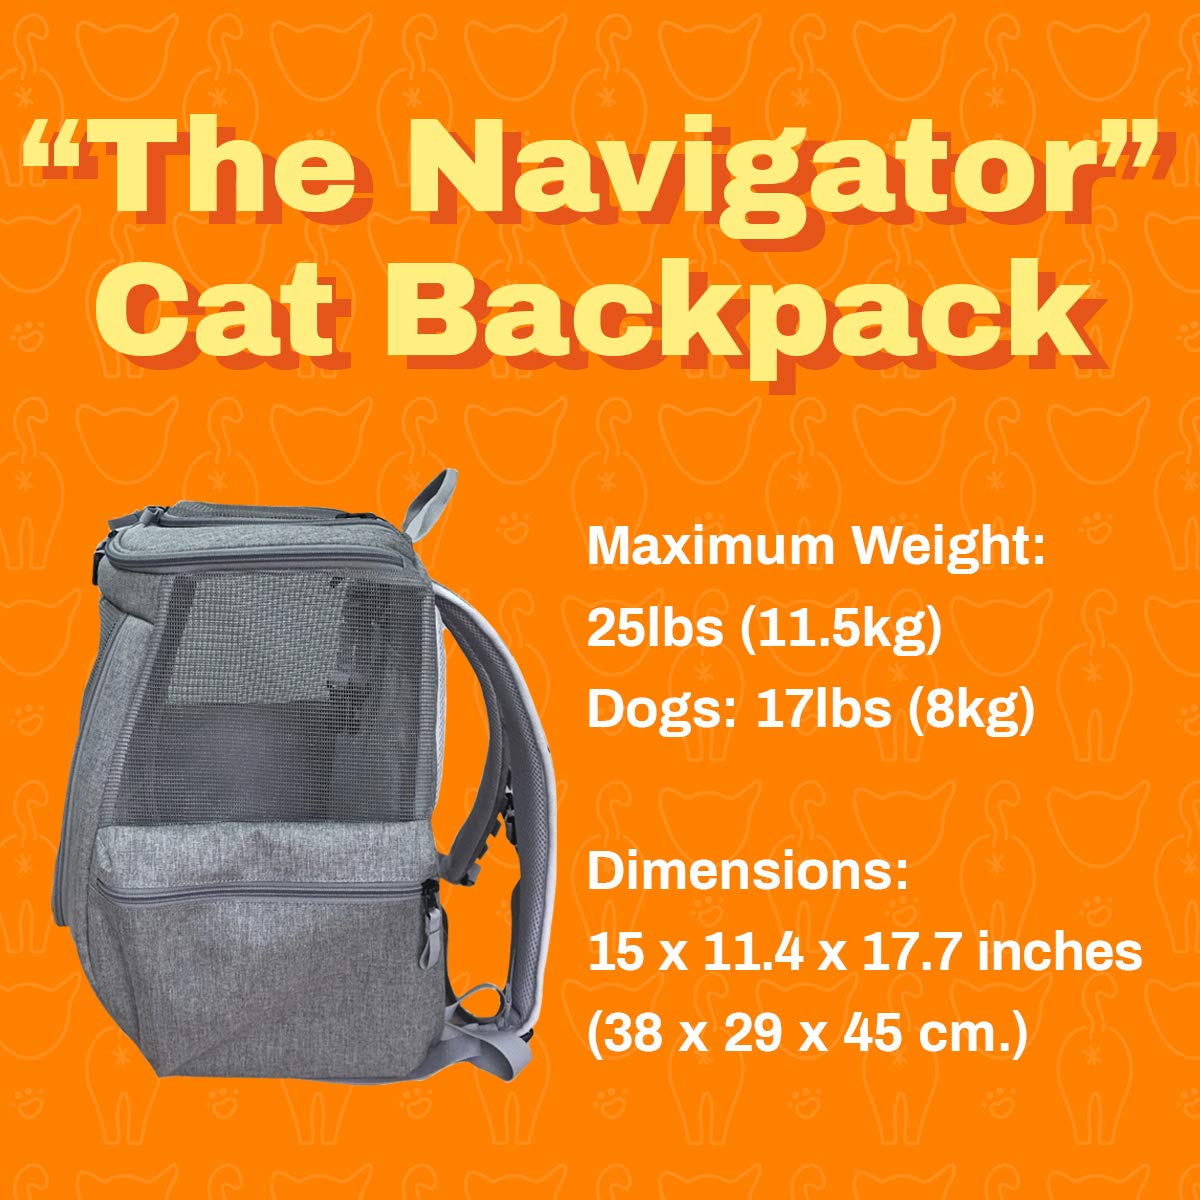 “The Navigator”
Cat Backpack
Maximum Weight:
25lbs (11.5kg)
Dogs: 17lbs (8kg)
Dimensions:
15 x 11.4 x 17.7 inches
(38 x 29 x 45 cm.)